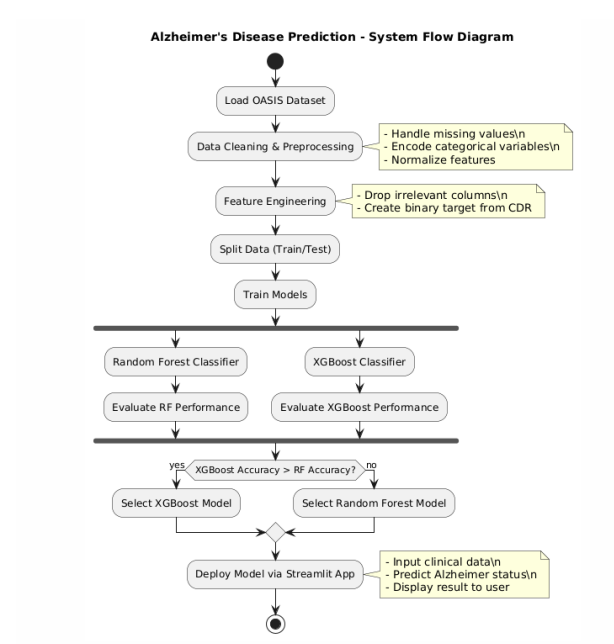 Alzheimer's Disease Prediction - System Flow Diagram
Load OASIS Dataset
Data Cleaning & Preprocessing
- Handle missing values\n
- Encode categorical variables\n
- Normalize features
Feature Engineering
- Drop irrelevant columns\n
- Create binary target from CDR
Split Data (Train/Test)
Train Models
Random Forest Classifier
XGBoost Classifier
Evaluate RF Performance
Evaluate XGBoost Performance
yes
XGBoost Accuracy > RF Accuracy?
no
Select XGBoost Model
Select Random Forest Model
Deploy Model via Streamlit App
- Input clinical data\n
- Predict Alzheimer status\n
- Display result to user